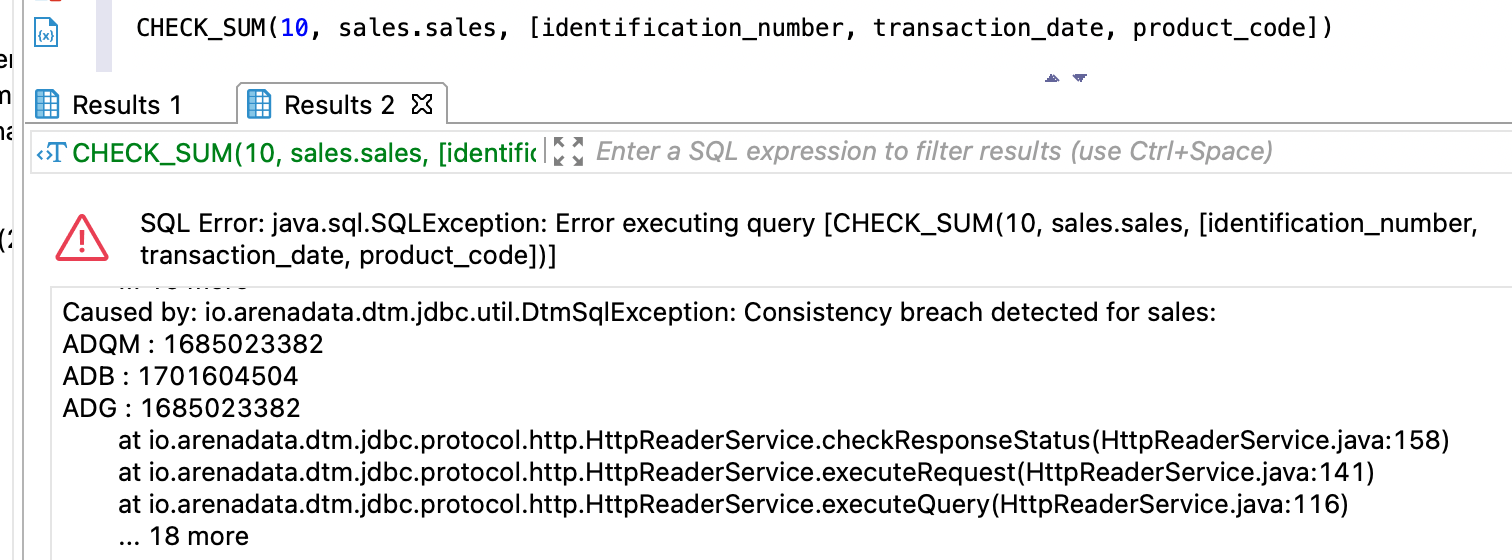 CHECK_SUM(10, sales.sales, [identification_number, transaction_date, product_code])
Results 1
Results 2
CHECK_SUM(10, sales.sales, [identific
Enter a SQL expression to filter results (use Ctrl+Space)
SQL Error: java.sql.SQLException: Error executing query [CHECK_SUM(10, sales.sales, [identification_number,
transaction_date, product_code])]
Caused by: io.arenadata.dtm.jdbc.util.DtmSqlException: Consistency breach detected for sales:
ADQM : 1685023382
ADB : 1701604504
ADG : 1685023382
at io.arenadata.dtm.jdbc.protocol.http.HttpReaderService.checkResponseStatus(HttpReaderService.java:158)
at io.arenadata.dtm.jdbc.protocol.http.HttpReaderService.executeRequest(HttpReaderService.java:141)
at io.arenadata.dtm.jdbc.protocol.http.HttpReaderService.executeQuery(HttpReaderService.java:116)
... 18 more